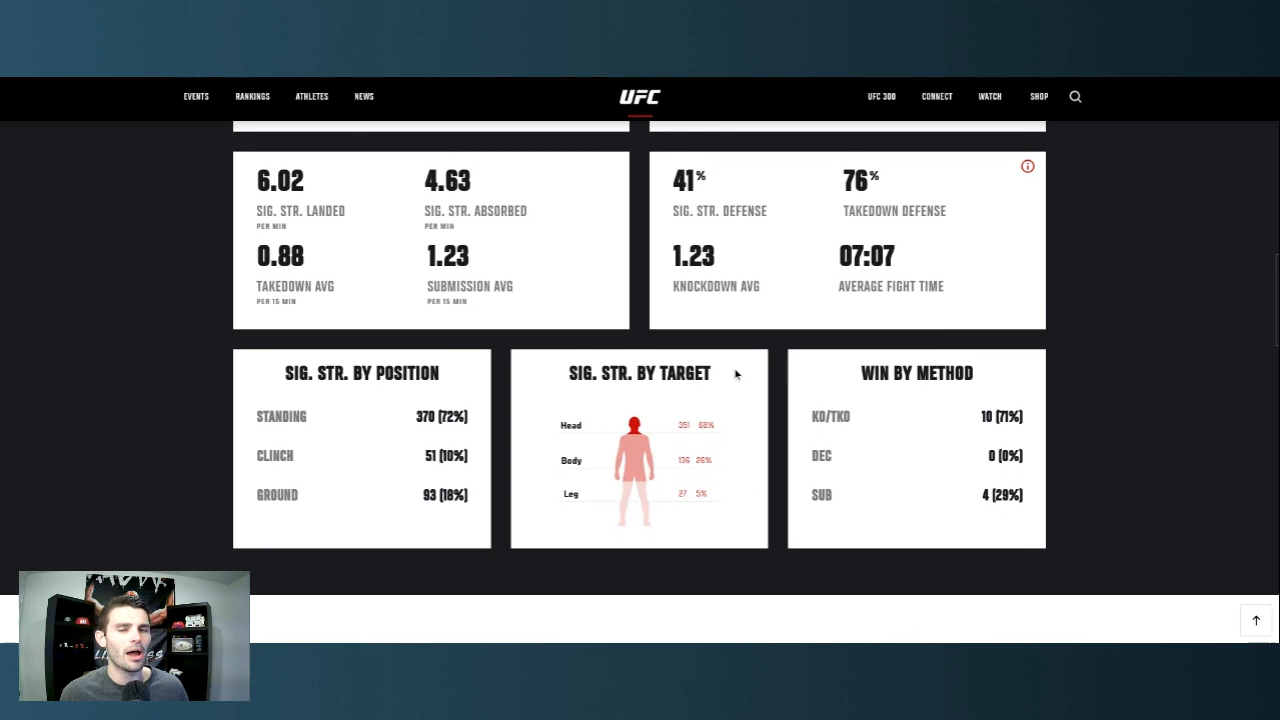 EVENTS RANKINGS ATHLETES NEWS UFC UFC 300 CONNECT WATCH SHOP
6.02 4.63
SIG. STR. LANDED SIG. STR. ABSORBED
PER MIN PER MIN
0.88 1.23
TAKEDOWN AVG SUBMISSION AVG
PER 15 MIN PER 15 MIN
41% 76%
SIG. STR. DEFENSE TAKEDOWN DEFENSE
1.23 07:07
KNOCKDOWN AVG AVERAGE FIGHT TIME
SIG. STR. BY POSITION
STANDING 370 (72%)
CLINCH 51 (10%)
GROUND 93 (18%)
SIG. STR. BY TARGET
Head 351 68%
Body 136 26%
Leg 27 5%
WIN BY METHOD
KO/TKO 10 (71%)
DEC 0 (0%)
SUB 4 (29%)